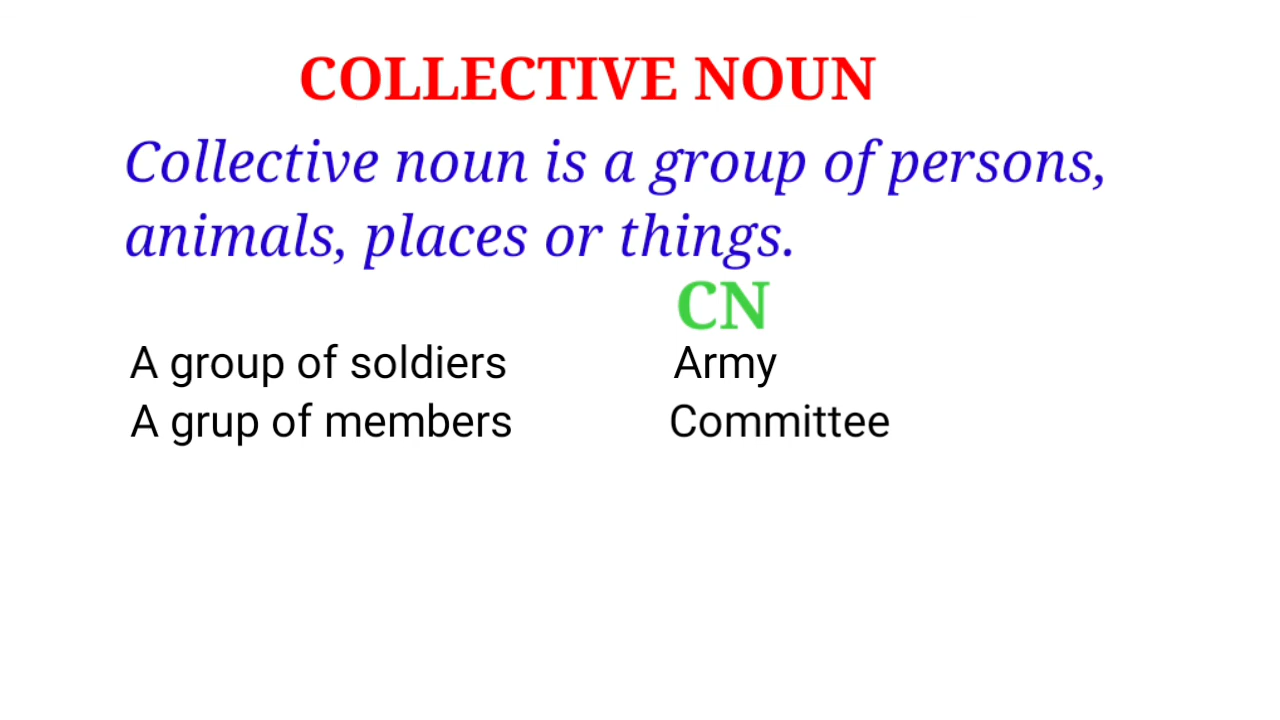 COLLECTIVE NOUN
Collective noun is a group of persons,
animals, places or things.
CN
A group of soldiers Army
A grup of members Committee